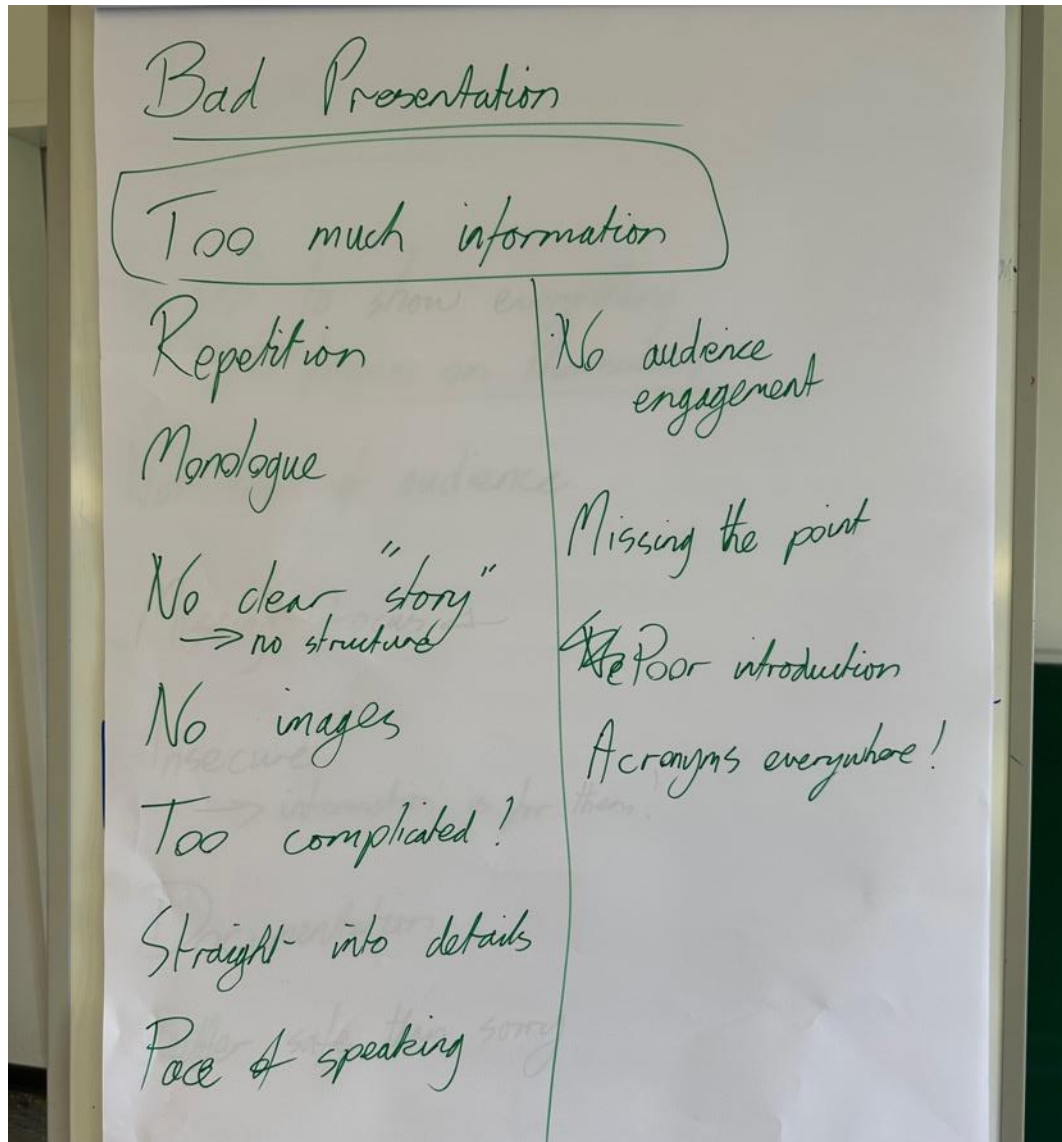 Bad Presentation
Too much information
Repetition
Monologue
No clear "story"
→ no structure
No images
Too complicated!
Straight into details
Pace of speaking
No audience
engagement
Missing the point
Poor introduction
Acronyms everywhere!